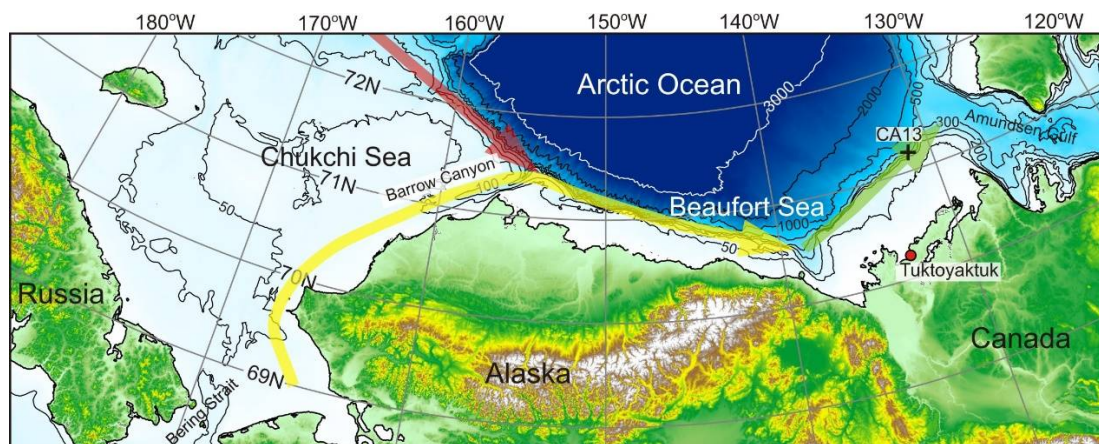 180°W 170°W 160°W 150°W 140°W 130°W 120°W
72N
Arctic Ocean
3000
2000
500
300
CA13
Amundsen Gulf
Chukchi Sea
71N
Barrow Canyon
100
50
Beaufort Sea
1000
50
70N
Tuktoyaktuk
Russia
Canada
69N
Alaska
Bering Strait